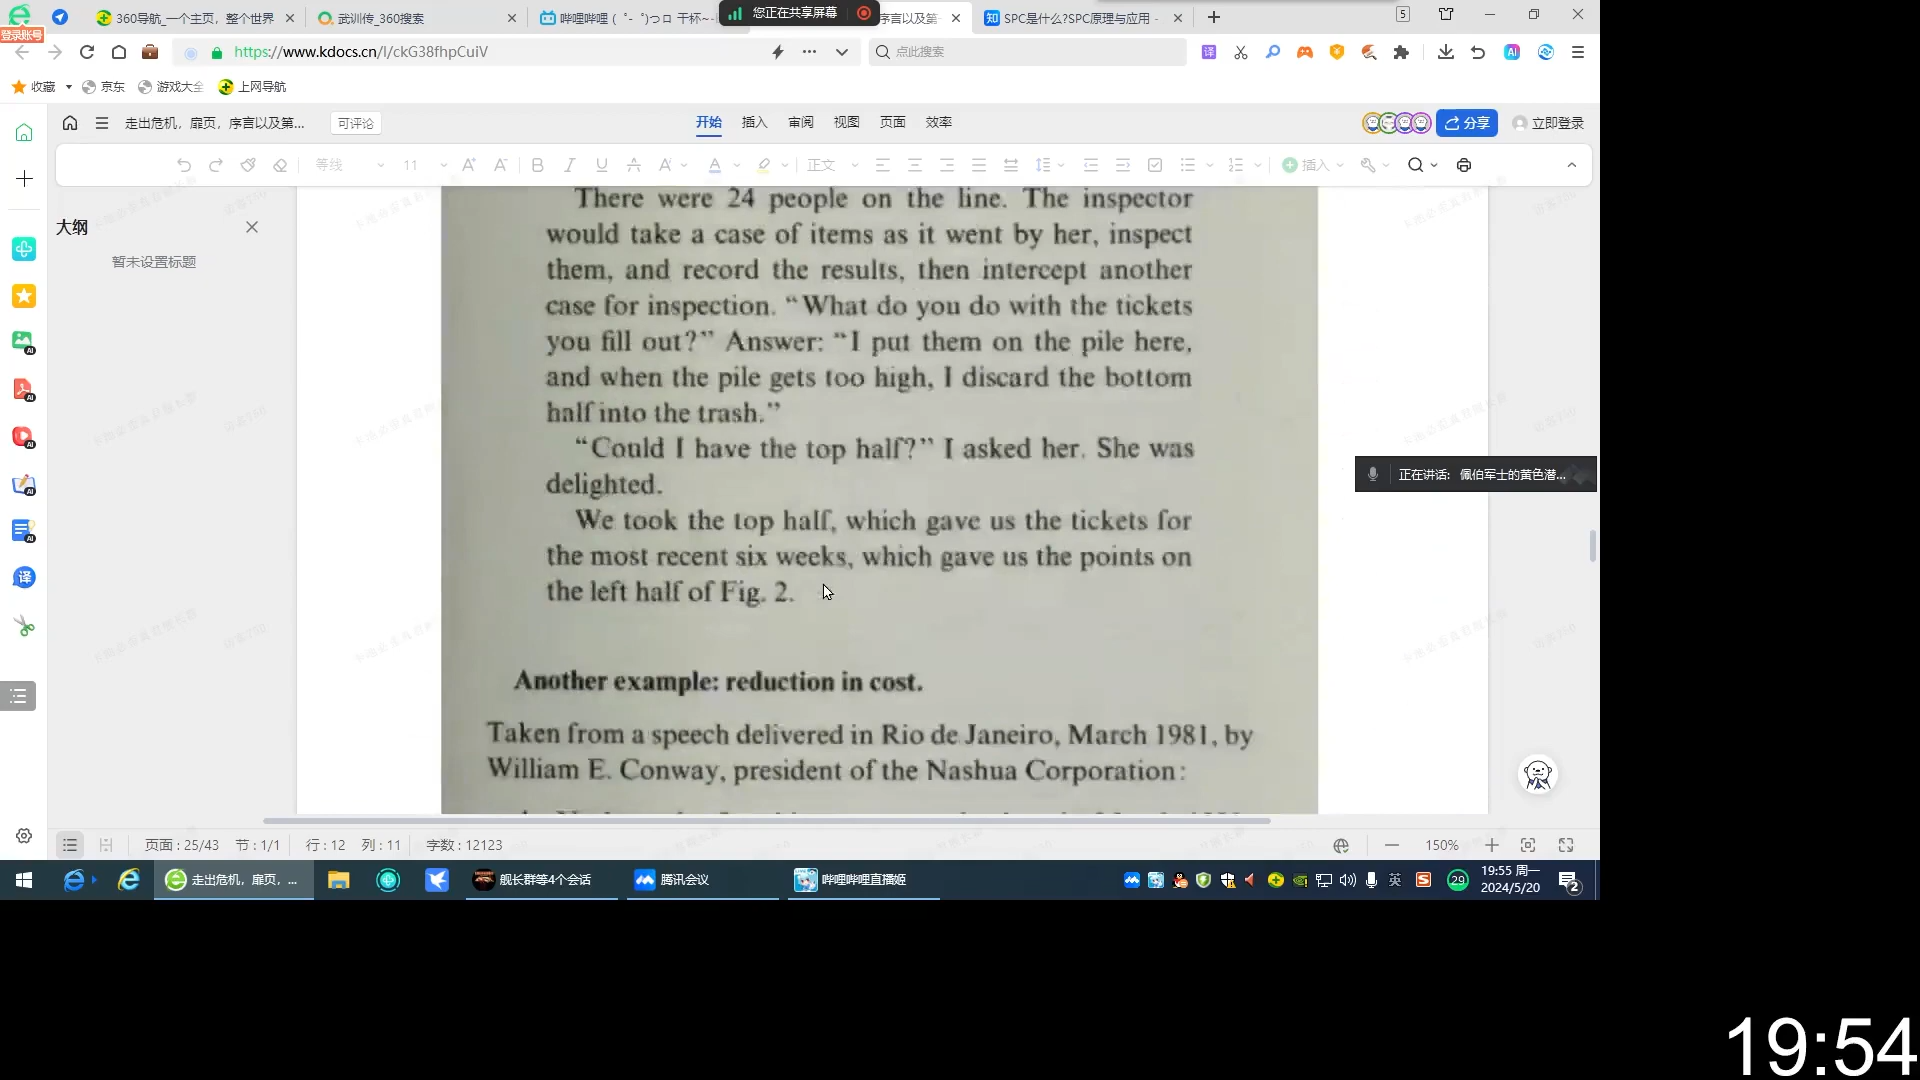 360导航_一个主页，整个世界
武训传_360搜索
哔哩哔哩 ( ゜- ゜)つロ 干杯~-
您正在共享屏幕
序言以及第
SPC是什么?SPC原理与应用 -
5
登录账号
https://www.kdocs.cn/l/ckG38fhpCuiV
点此搜索
译
AI
收藏
京东
游戏大全
上网导航
走出危机，扉页，序言以及第...
可评论
开始
插入
审阅
视图
页面
效率
分享
立即登录
等线
11
正文
插入
大纲
暂未设置标题
There were 24 people on the line. The inspector
would take a case of items as it went by her, inspect
them, and record the results, then intercept another
case for inspection. “What do you do with the tickets
you fill out?” Answer: “I put them on the pile here,
and when the pile gets too high, I discard the bottom
half into the trash.”
“Could I have the top half?” I asked her. She was
delighted.
We took the top half, which gave us the tickets for
the most recent six weeks, which gave us the points on
the left half of Fig. 2.
Another example: reduction in cost.
Taken from a speech delivered in Rio de Janeiro, March 1981, by
William E. Conway, president of the Nashua Corporation:
正在讲话: 佩伯军士的黄色潜...
页面: 25/43
节: 1/1
行: 12
列: 11
字数: 12123
150%
走出危机，扉页，...
舰长群等4个会话
腾讯会议
哔哩哔哩直播姬
英
29
19:55 周一
2024/5/20
2
19:54